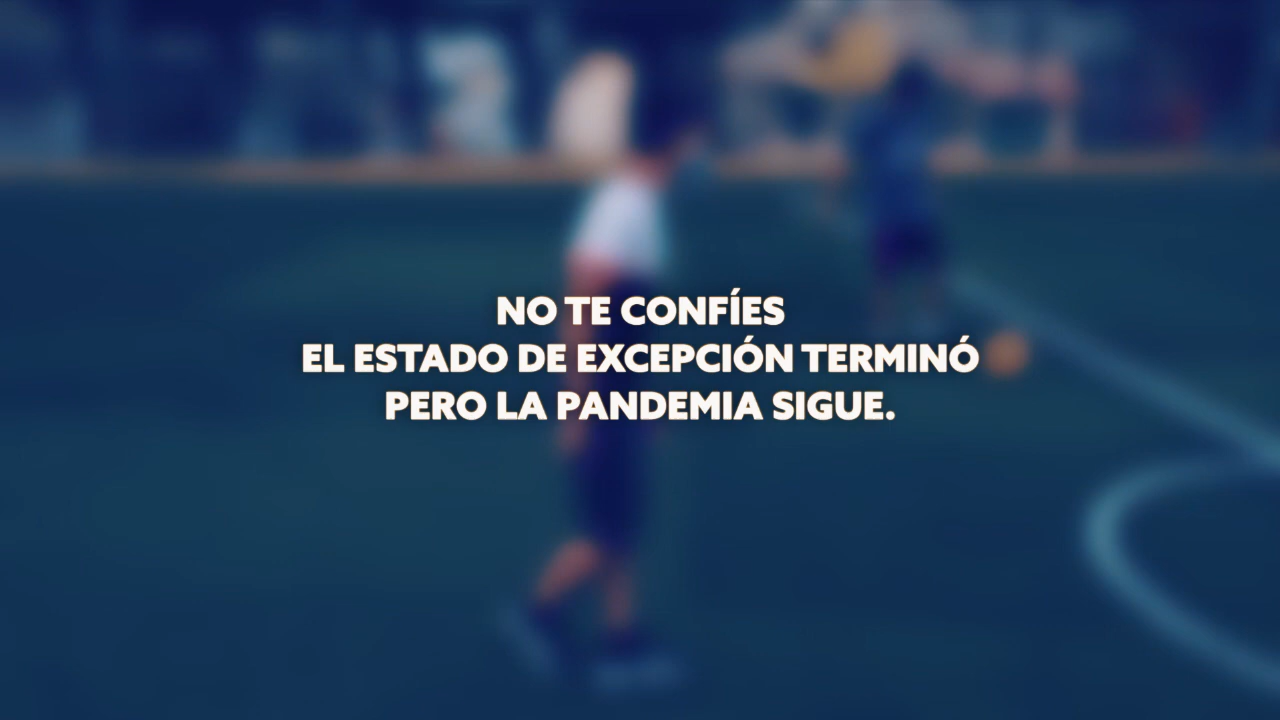 NO TE CONFÍES
EL ESTADO DE EXCEPCIÓN TERMINÓ
PERO LA PANDEMIA SIGUE.